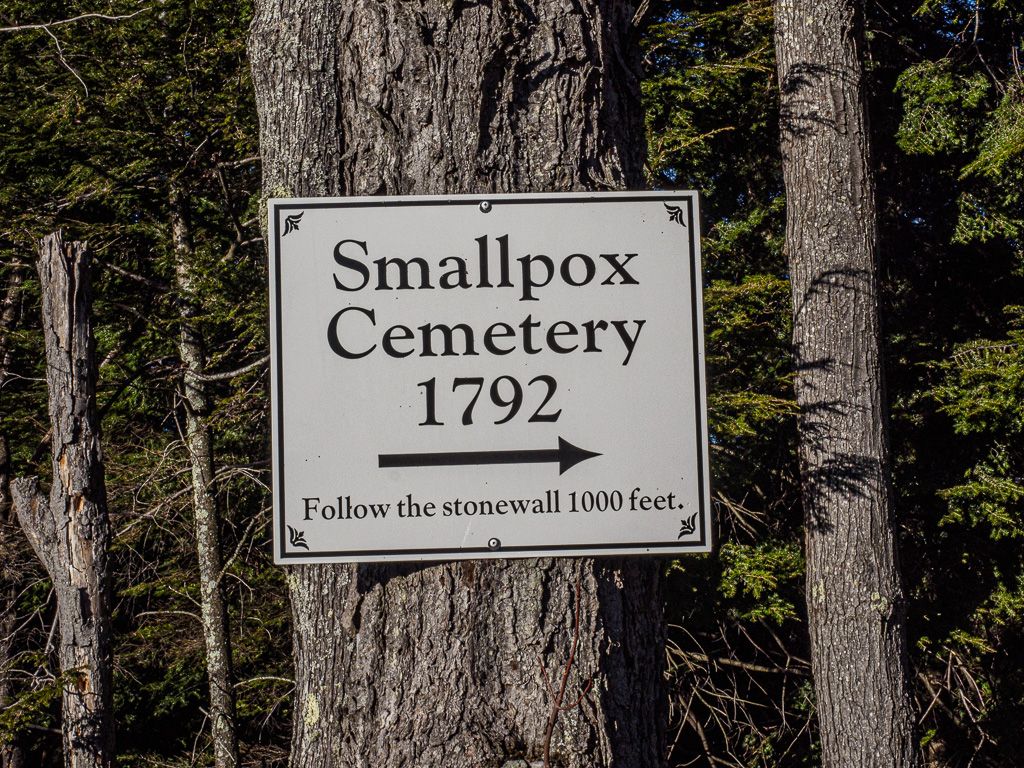 Smallpox
Cemetery
1792
Follow the stonewall 1000 feet.